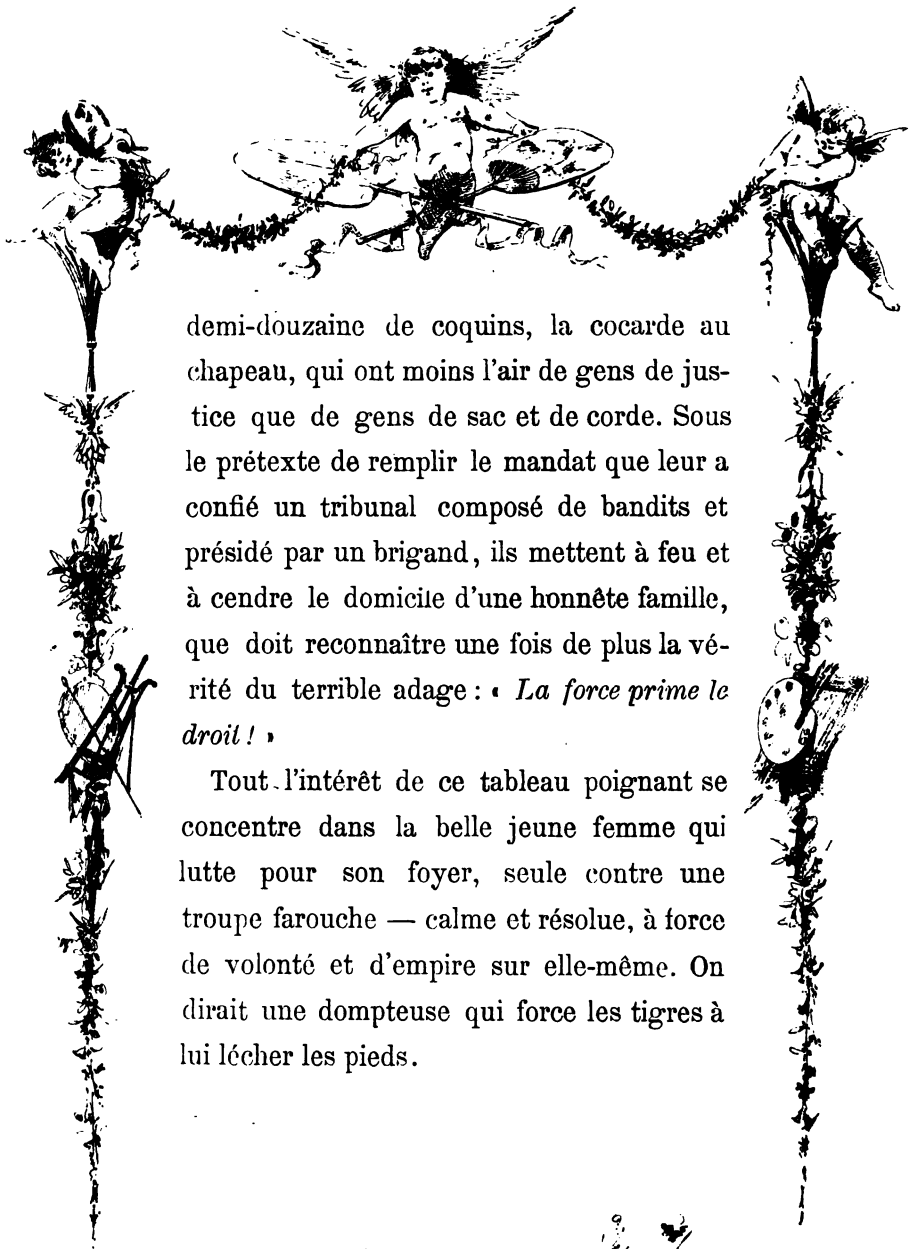 demi-douzaine de coquins, la cocarde au
chapeau, qui ont moins l'air de gens de jus-
tice que de gens de sac et de corde. Sous
le prétexte de remplir le mandat que leur a
confié un tribunal composé de bandits et
présidé par un brigand, ils mettent à feu et
à cendre le domicile d'une honnête famille,
que doit reconnaître une fois de plus la vé-
rité du terrible adage : « La force prime le
droit ! »
Tout l'intérêt de ce tableau poignant se
concentre dans la belle jeune femme qui
lutte pour son foyer, seule contre une
troupe farouche — calme et résolue, à force
de volonté et d'empire sur elle-même. On
dirait une dompteuse qui force les tigres à
lui lécher les pieds.